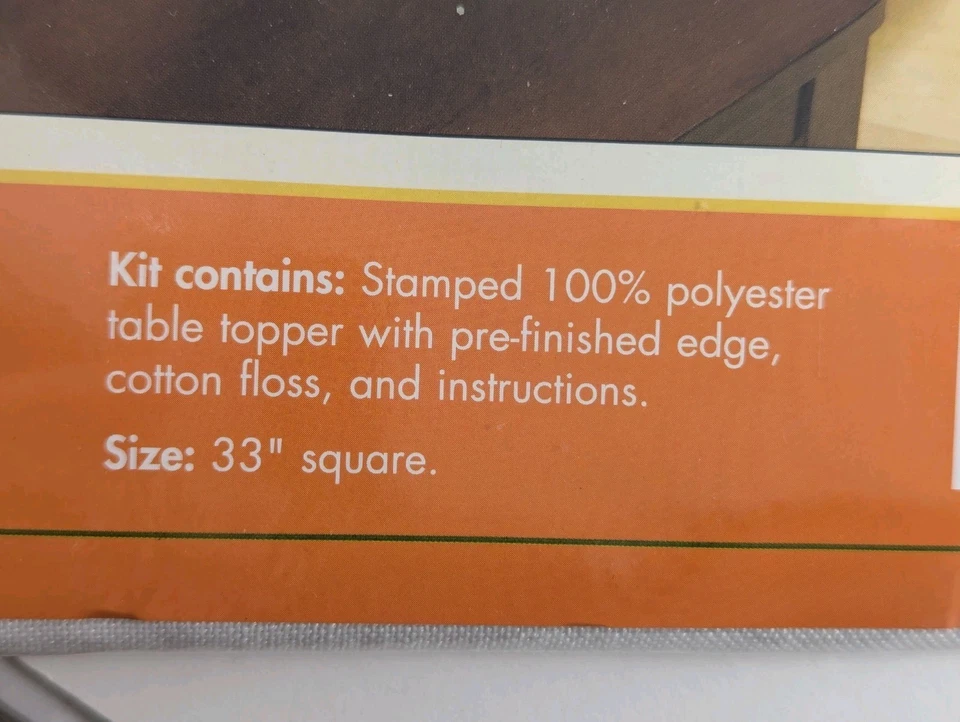 Kit contains: Stamped 100% polyester
table topper with pre-finished edge,
cotton floss, and instructions.
Size: 33" square.